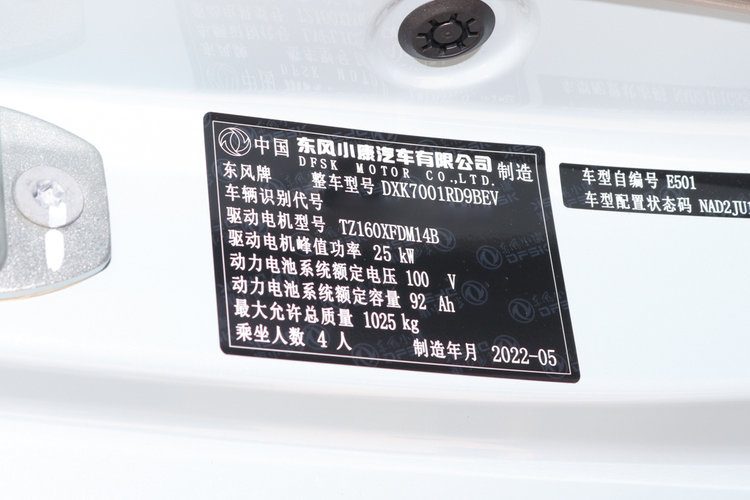 中国 东风小康汽车有限公司 制造
DFSK MOTOR CO.,LTD.
东风牌 整车型号 DXK7001RD9BEV
车辆识别代号
驱动电机型号 TZ160XFDM14B
驱动电机峰值功率 25 kW
动力电池系统额定电压 100 V
动力电池系统额定容量 92 Ah
最大允许总质量 1025 kg
乘坐人数 4 人 制造年月 2022-05
车型自编号 E501
车型配置状态码 NAD2JU1